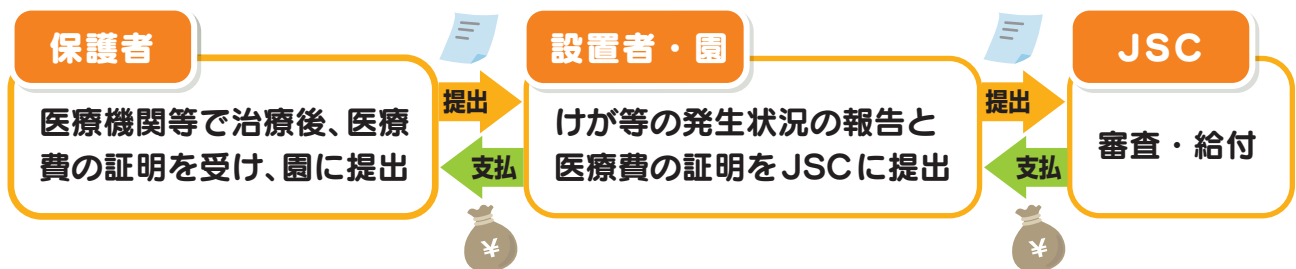 保護者
医療機関等で治療後、医療
費の証明を受け、園に提出
提出
支払
¥
設置者・園
けが等の発生状況の報告と
医療費の証明をJSCに提出
提出
支払
¥
JSC
審査・給付